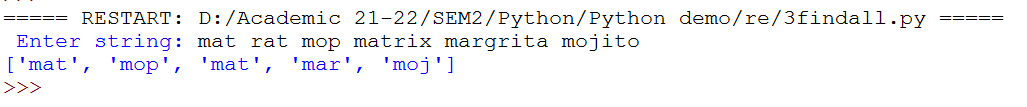 ===== RESTART: D:/Academic 21-22/SEM2/Python/Python demo/re/3findall.py =====
Enter string: mat rat mop matrix margrita mojito
['mat', 'mop', 'mat', 'mar', 'moj']
>>>